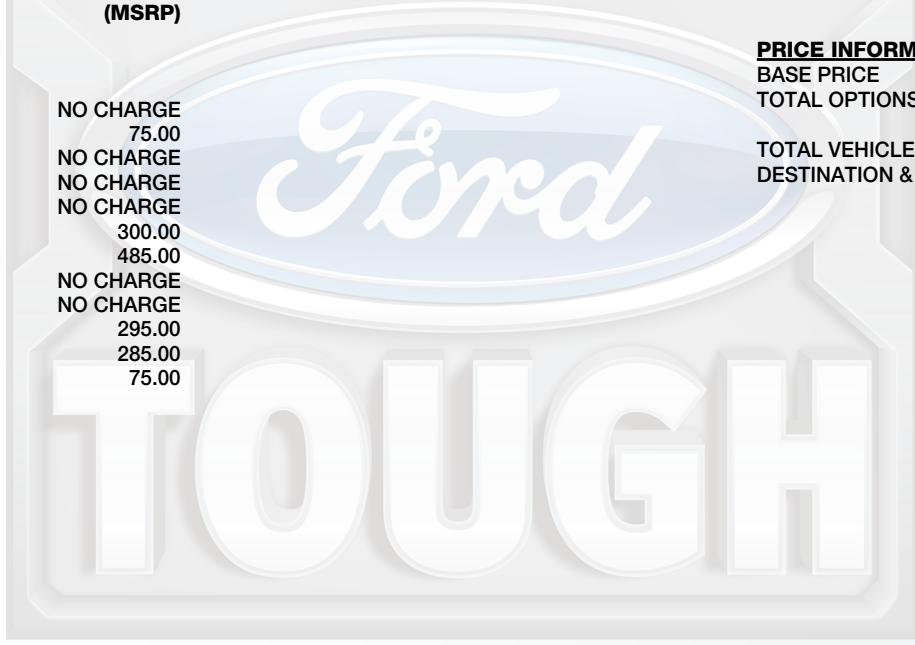 (MSRP)
NO CHARGE
75.00
NO CHARGE
NO CHARGE
NO CHARGE
300.00
485.00
NO CHARGE
NO CHARGE
295.00
285.00
75.00
PRICE INFORM
BASE PRICE
TOTAL OPTIONS
TOTAL VEHICLE
DESTINATION &
Ford
TOUGH